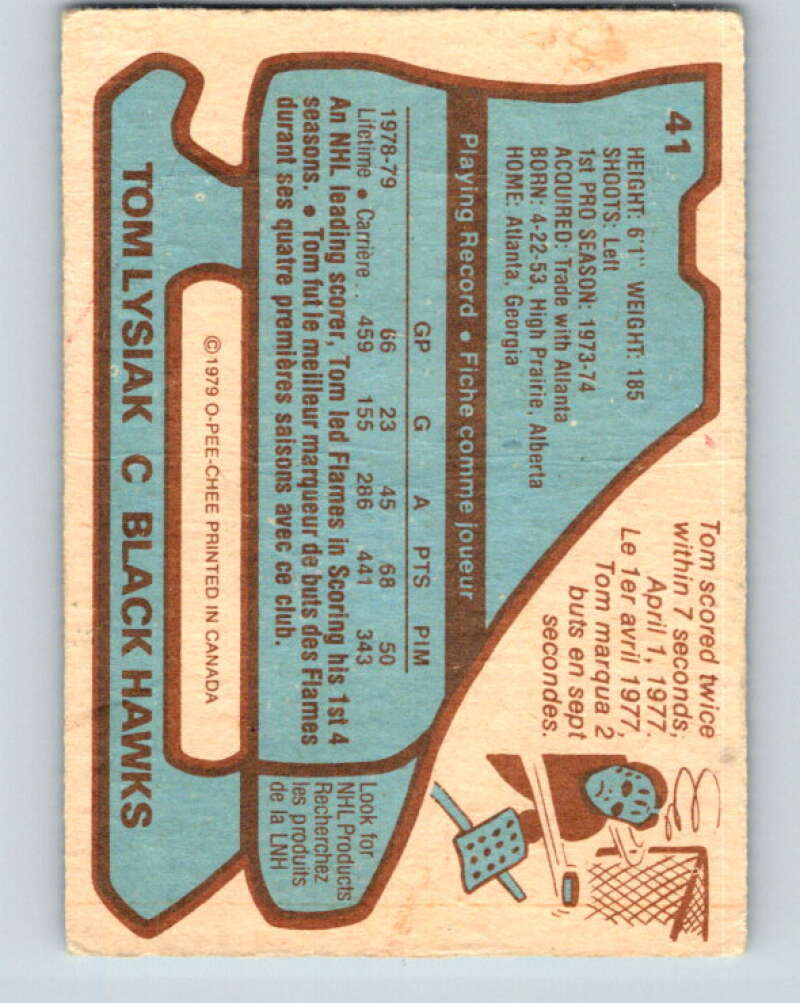 41
HEIGHT: 6'1" WEIGHT: 185
SHOOTS: Left
1st PRO SEASON: 1973-74
ACQUIRED: Trade with Atlanta
BORN: 4-22-53, High Prairie, Alberta
HOME: Atlanta, Georgia
Tom scored twice
within 7 seconds,
April 1, 1977.
Le 1er avril 1977,
Tom marqua 2
buts en sept
secondes.
Playing Record • Fiche comme joueur
GP G A PTS PIM
1978-79 66 23 45 68 50
Lifetime • Carrière .. 459 155 286 441 343
An NHL leading scorer, Tom led Flames in Scoring his 1st 4
seasons. • Tom fut le meilleur marqueur de buts des Flames
durant ses quatre premières saisons avec ce club.
Look for
NHL Products
Recherchez
les produits
de la LNH
©1979 O-PEE-CHEE PRINTED IN CANADA
TOM LYSIAK C BLACK HAWKS